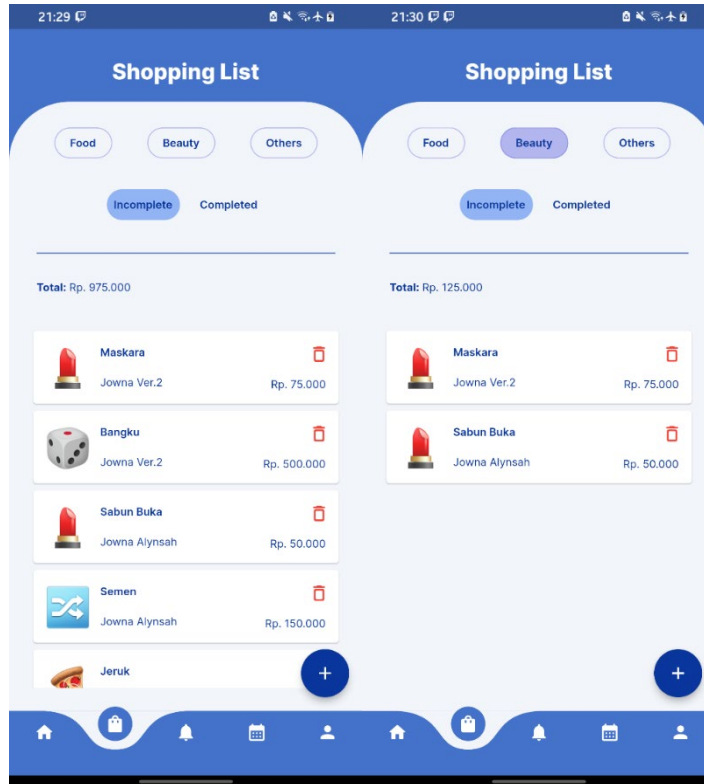 21:29
Shopping List
Food Beauty Others
Incomplete Completed
Total: Rp. 975.000
Maskara
Jowna Ver.2 Rp. 75.000
Bangku
Jowna Ver.2 Rp. 500.000
Sabun Buka
Jowna Alynsah Rp. 50.000
Semen
Jowna Alynsah Rp. 150.000
Jeruk
+
21:30
Shopping List
Food Beauty Others
Incomplete Completed
Total: Rp. 125.000
Maskara
Jowna Ver.2 Rp. 75.000
Sabun Buka
Jowna Alynsah Rp. 50.000
+